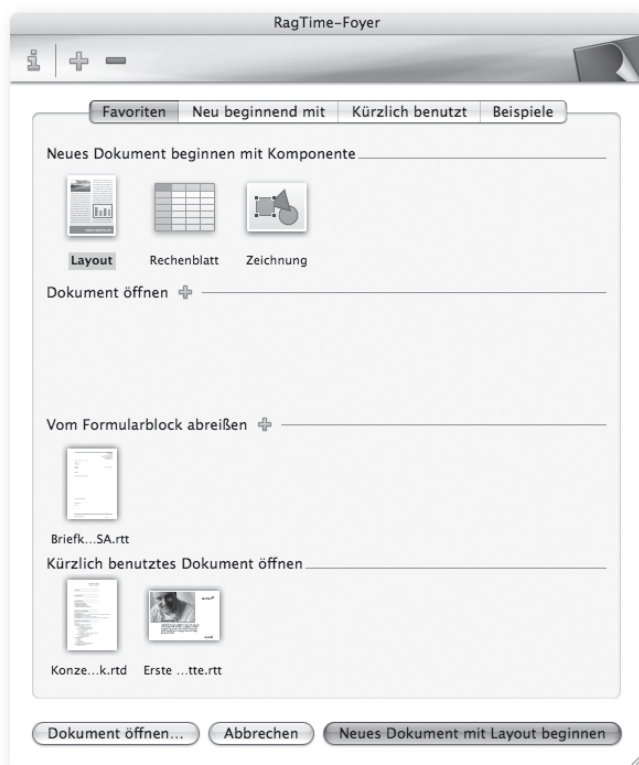 RagTime-Foyer
Favoriten Neu beginnend mit Kürzlich benutzt Beispiele
Neues Dokument beginnen mit Komponente
Layout Rechenblatt Zeichnung
Dokument öffnen
Vom Formularblock abreißen
Briefk...SA.rtt
Kürzlich benutztes Dokument öffnen
Konze...k.rtd Erste ...tte.rtt
Dokument öffnen... Abbrechen Neues Dokument mit Layout beginnen